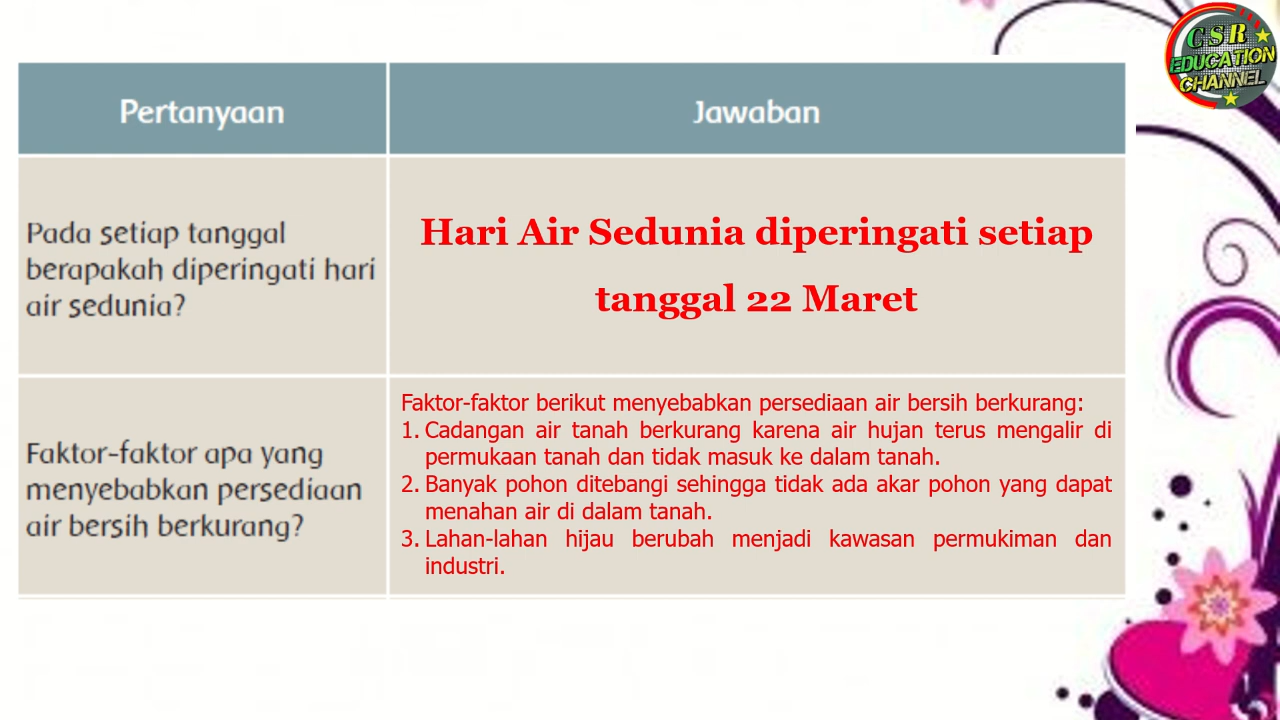 CSR
EDUCATION
CHANNEL
Pertanyaan
Jawaban
Pada setiap tanggal
berapakah diperingati hari
air sedunia?
Hari Air Sedunia diperingati setiap
tanggal 22 Maret
Faktor-faktor apa yang
menyebabkan persediaan
air bersih berkurang?
Faktor-faktor berikut menyebabkan persediaan air bersih berkurang:
1. Cadangan air tanah berkurang karena air hujan terus mengalir di
permukaan tanah dan tidak masuk ke dalam tanah.
2. Banyak pohon ditebangi sehingga tidak ada akar pohon yang dapat
menahan air di dalam tanah.
3. Lahan-lahan hijau berubah menjadi kawasan permukiman dan
industri.